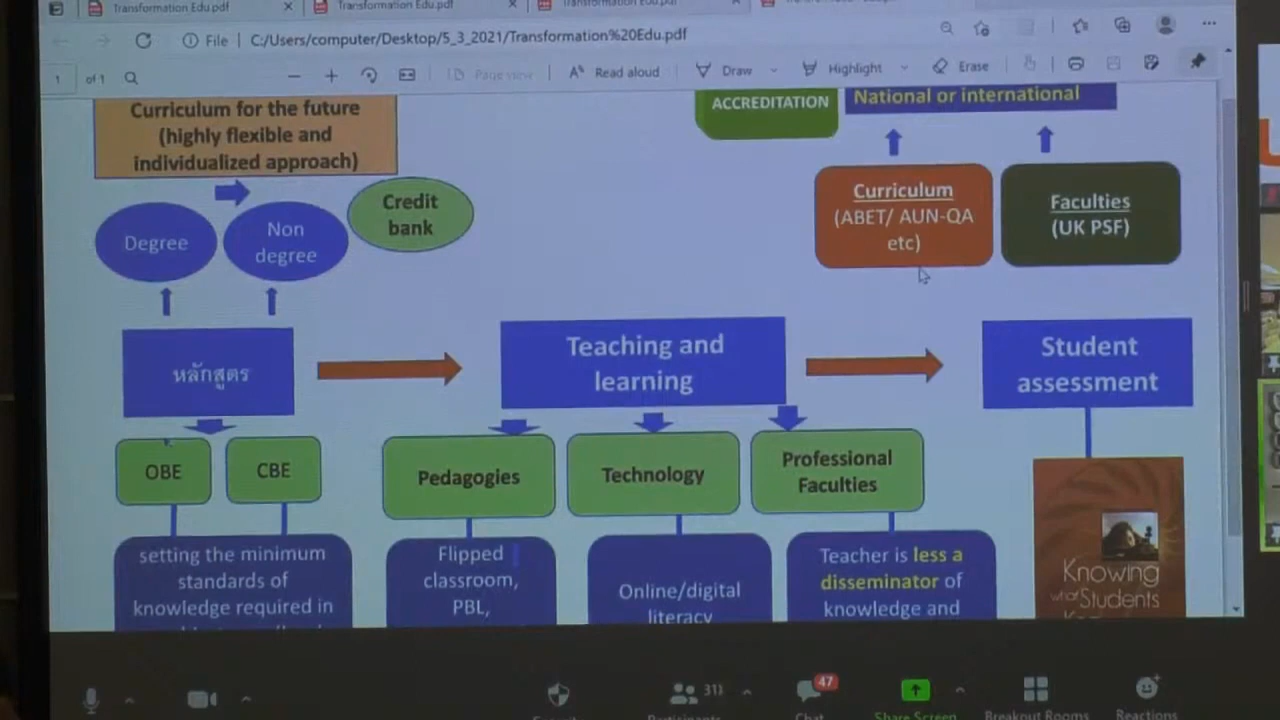 Transformation Edu.pdf
Transformation Edu.pdf
Transformation Edu.pdf
File | C:/Users/computer/Desktop/5_3_2021/Transformation%20Edu.pdf
1 of 1
Page view
Read aloud
Draw
Highlight
Erase
Curriculum for the future
(highly flexible and
individualized approach)
ACCREDITATION
National or international
Credit
bank
Degree
Non
degree
Curriculum
(ABET/ AUN-QA
etc)
Faculties
(UK PSF)
หลักสูตร
Teaching and
learning
Student
assessment
OBE
CBE
Pedagogies
Technology
Professional
Faculties
setting the minimum
standards of
knowledge required in
Flipped
classroom,
PBL,
Online/digital
literacy
Teacher is less a
disseminator of
knowledge and
Knowing
what Students
311
47
Participants
Chat
Share Screen
Breakout Rooms
Reactions